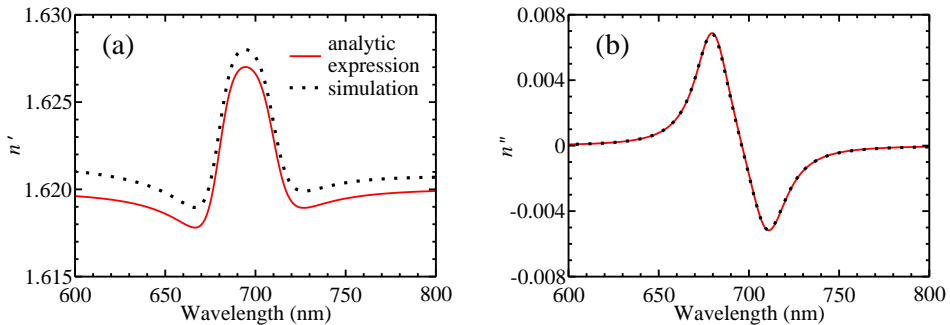 1.630
(a)
analytic
expression
simulation
1.625
n′
1.620
1.615
600
650
700
750
800
Wavelength (nm)
0.008
(b)
0.004
n″
0
-0.004
-0.008
600
650
700
750
800
Wavelength (nm)